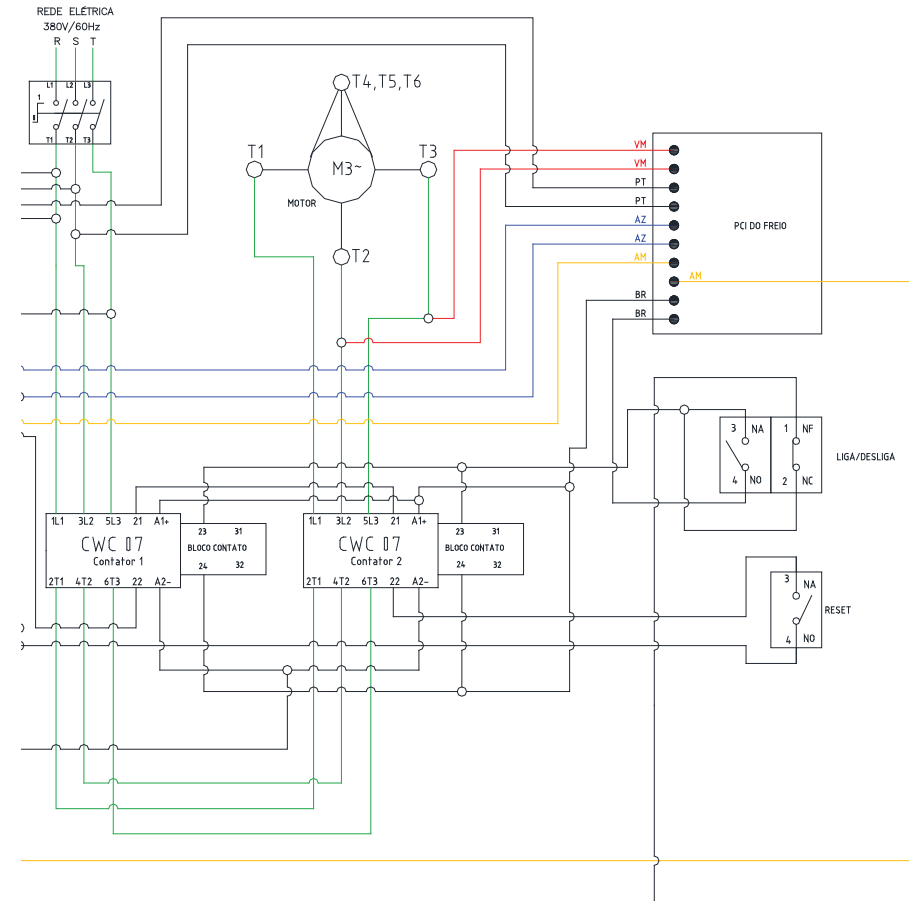 REDE ELÉTRICA
380V/60Hz
R S T
L1 L2 L3
1
T1 T2 T3
T4,T5,T6
T1
M3~
T3
MOTOR
T2
VM
VM
PT
PT
AZ
AZ
AM
AM
BR
BR
PCI DO FREIO
3 NA
4 NO
1 NF
2 NC
LIGA/DESLIGA
1L1 3L2 5L3 21 A1+
CWC 07
Contator 1
2T1 4T2 6T3 22 A2-
23 31
BLOCO CONTATO
24 32
1L1 3L2 5L3 21 A1+
CWC 07
Contator 2
2T1 4T2 6T3 22 A2-
23 31
BLOCO CONTATO
24 32
3 NA
4 NO
RESET